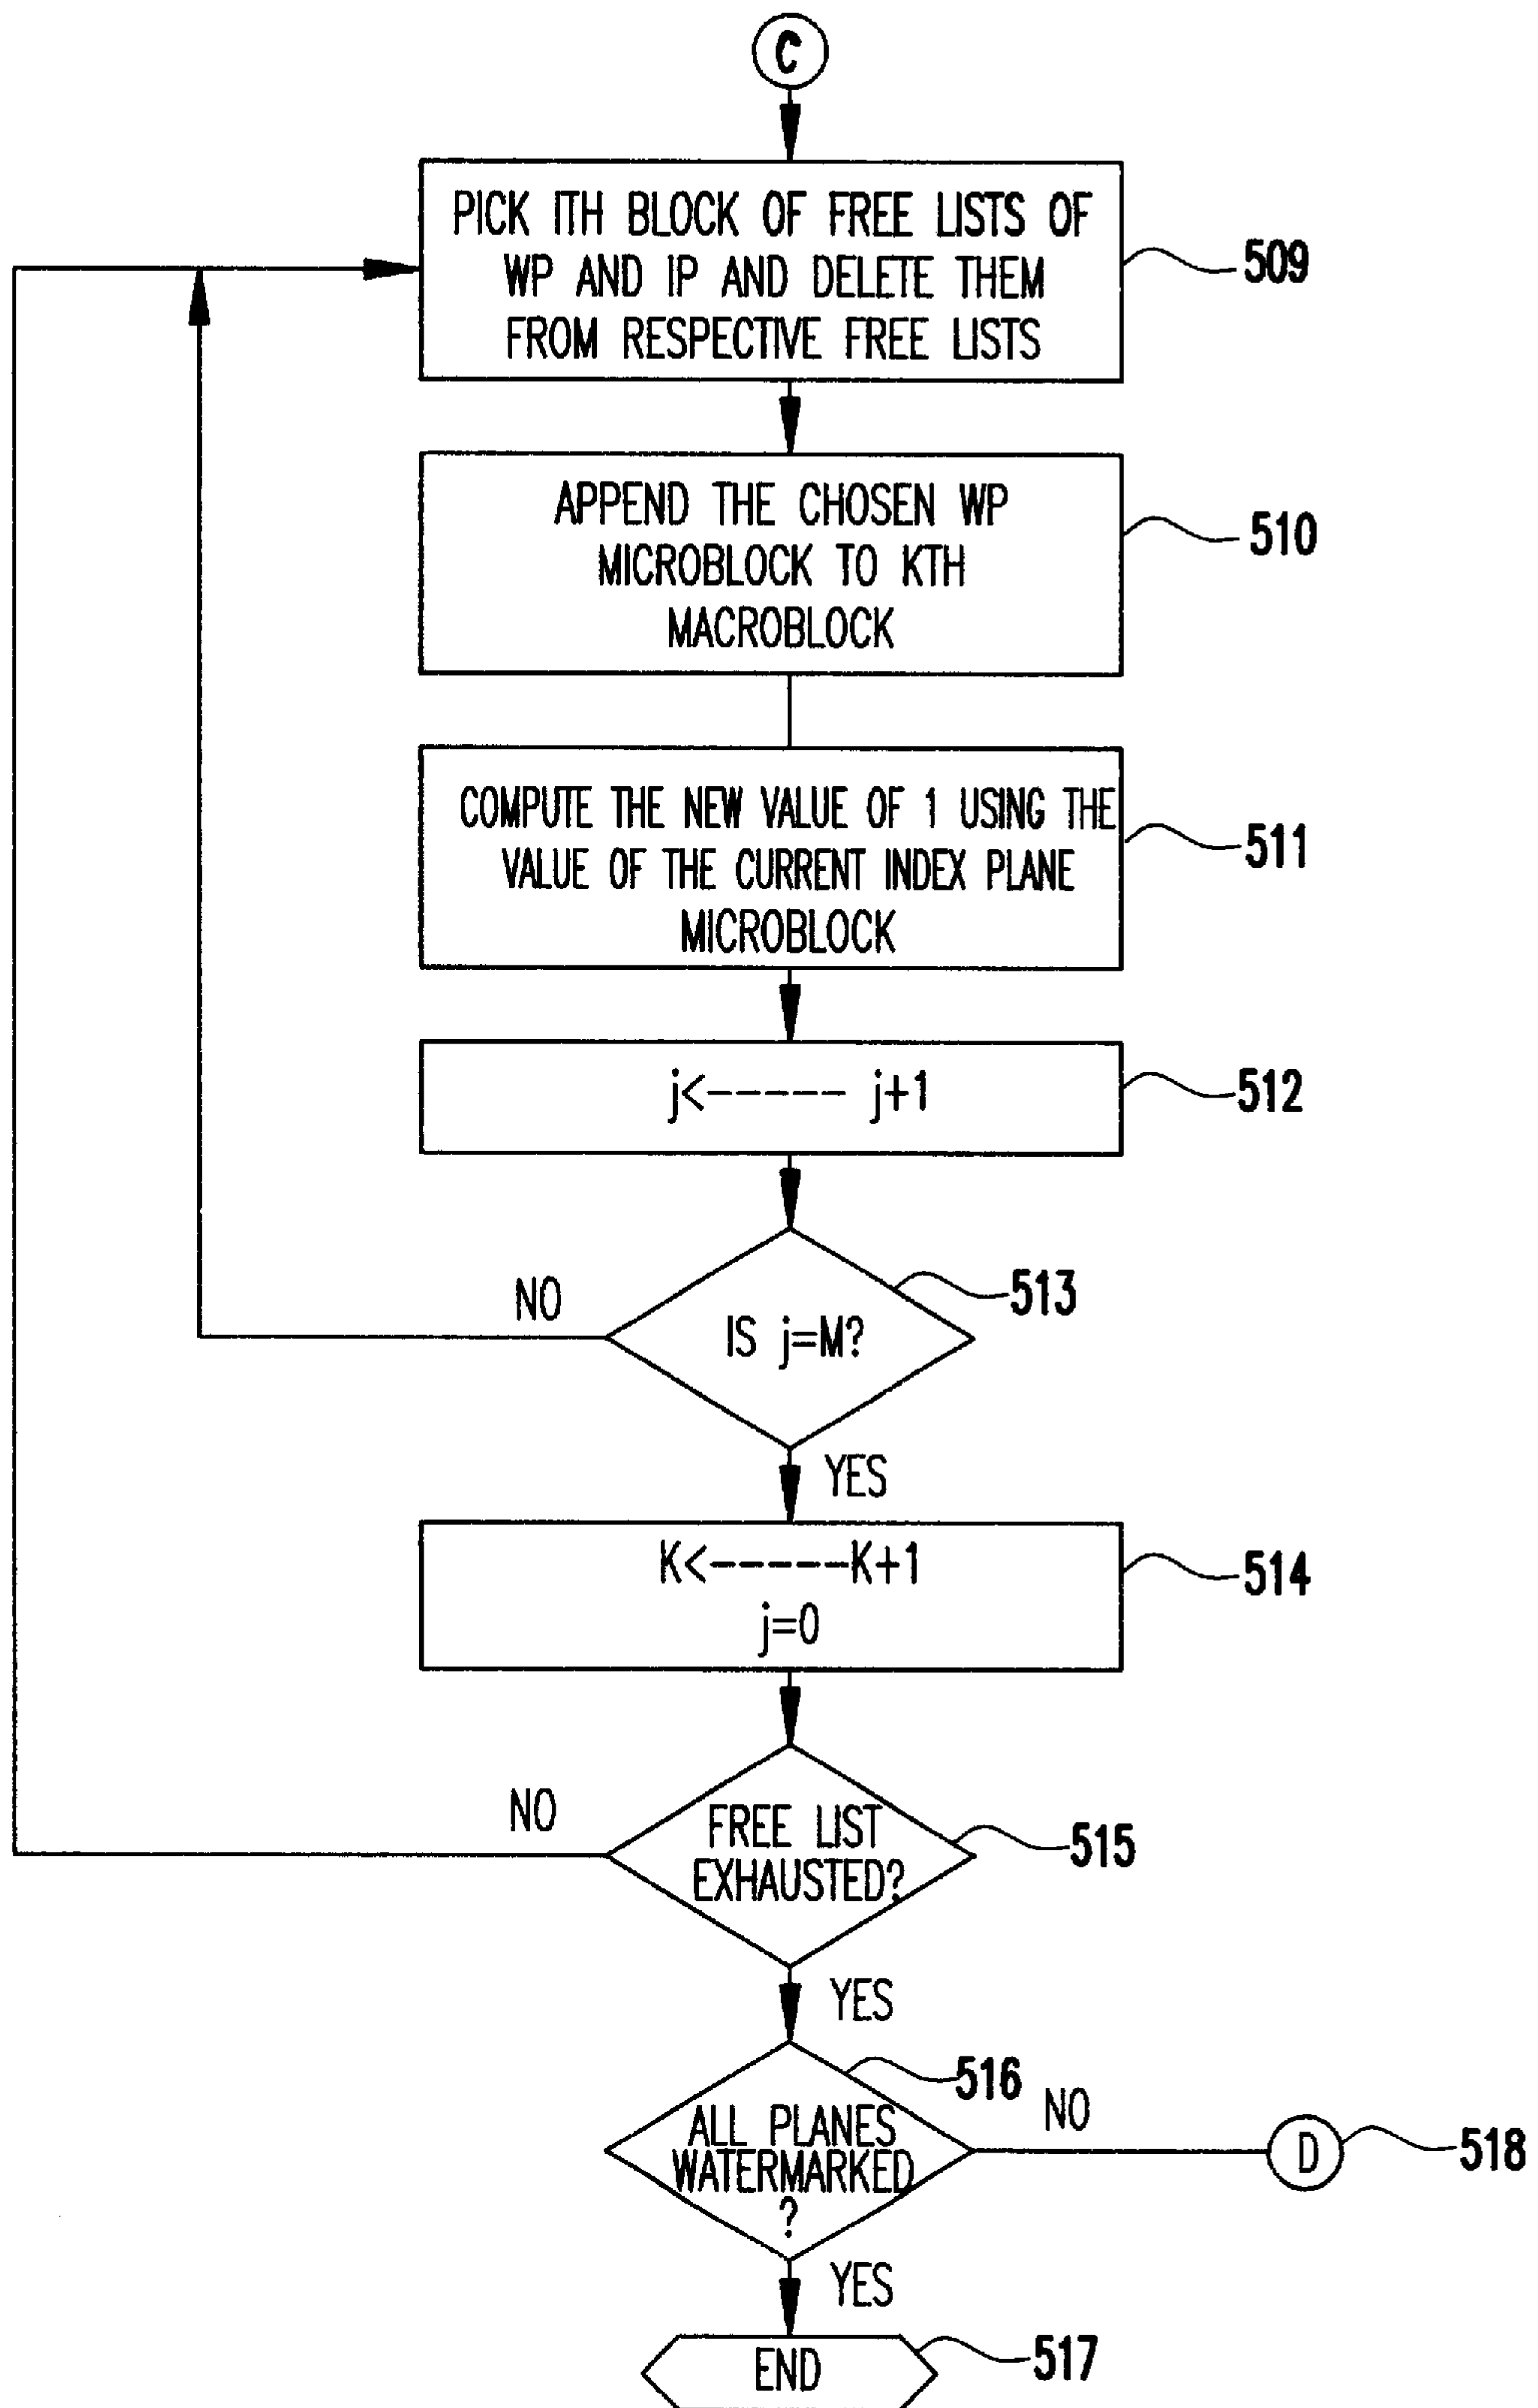 C
PICK ITH BLOCK OF FREE LISTS OF
WP AND IP AND DELETE THEM
FROM RESPECTIVE FREE LISTS
509
APPEND THE CHOSEN WP
MICROBLOCK TO KTH
MACROBLOCK
510
COMPUTE THE NEW VALUE OF 1 USING THE
VALUE OF THE CURRENT INDEX PLANE
MICROBLOCK
511
j<------ j+1
512
IS j=M?
513
NO
YES
K<------K+1
j=0
514
FREE LIST
EXHAUSTED?
515
NO
YES
ALL PLANES
WATERMARKED
?
516
NO
D
518
YES
END
517